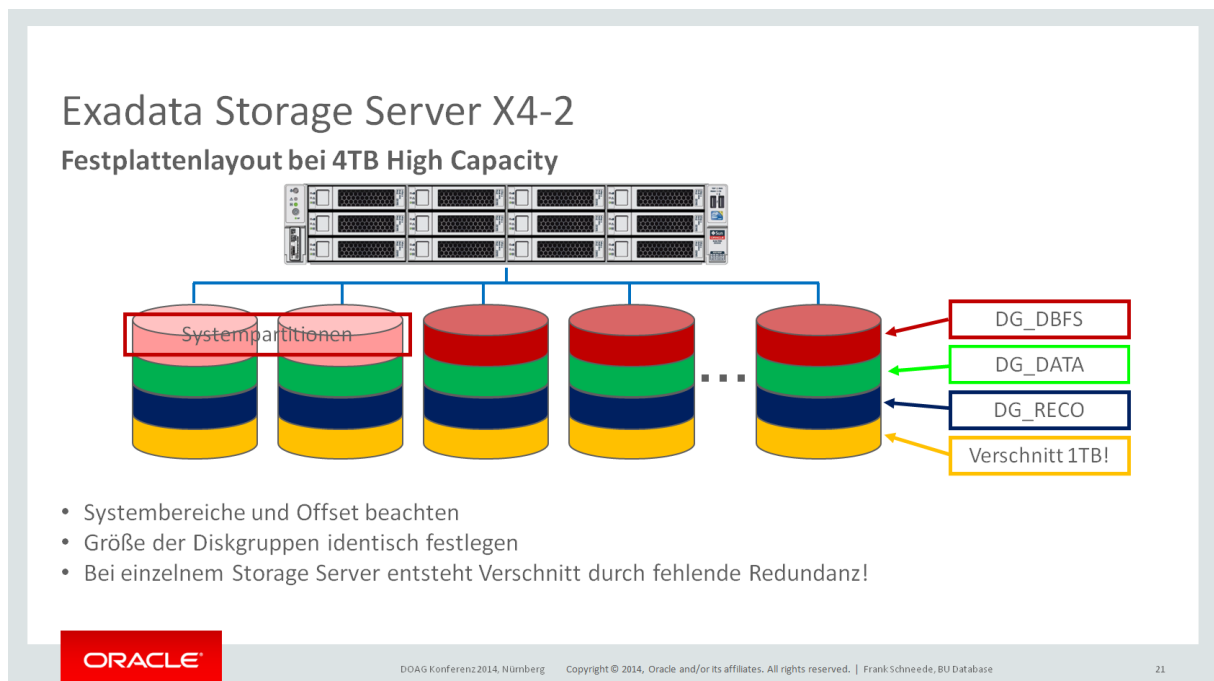 Exadata Storage Server X4-2
Festplattenlayout bei 4TB High Capacity
Systempartitionen
DG_DBFS
DG_DATA
DG_RECO
Verschnitt 1TB!
• Systembereiche und Offset beachten
• Größe der Diskgruppen identisch festlegen
• Bei einzelnem Storage Server entsteht Verschnitt durch fehlende Redundanz!
ORACLE®
DOAG Konferenz 2014, Nürnberg Copyright © 2014, Oracle and/or its affiliates. All rights reserved. | Frank Schneede, BU Database 21